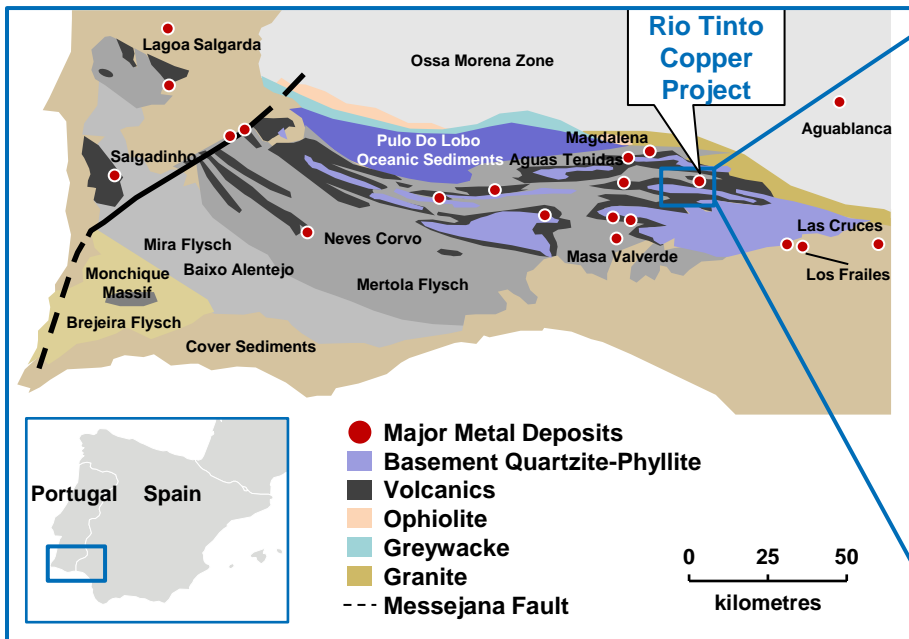 Lagoa Salgarda
Ossa Morena Zone
Rio Tinto
Copper
Project
Aguablanca
Pulo Do Lobo
Oceanic Sediments
Magdalena
Aguas Tenidas
Salgadinho
Las Cruces
Los Frailes
Mira Flysch
Neves Corvo
Masa Valverde
Baixo Alentejo
Monchique
Massif
Mertola Flysch
Brejeira Flysch
Cover Sediments
Portugal
Spain
Major Metal Deposits
Basement Quartzite-Phyllite
Volcanics
Ophiolite
Greywacke
Granite
Messejana Fault
0 25 50
kilometres